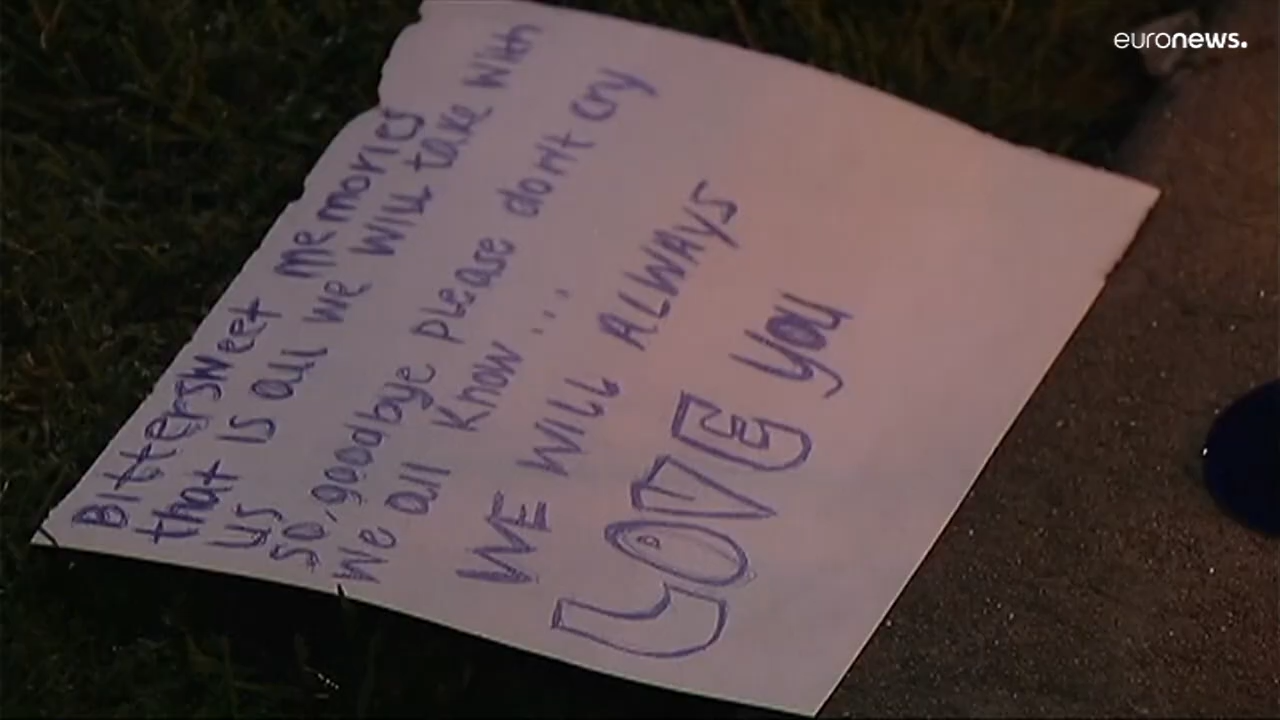 euronews.
Bittersweet memories
that is all we will take with
us
so, goodbye please don't cry
We all know ...
WE WILL ALWAYS
LOVE you